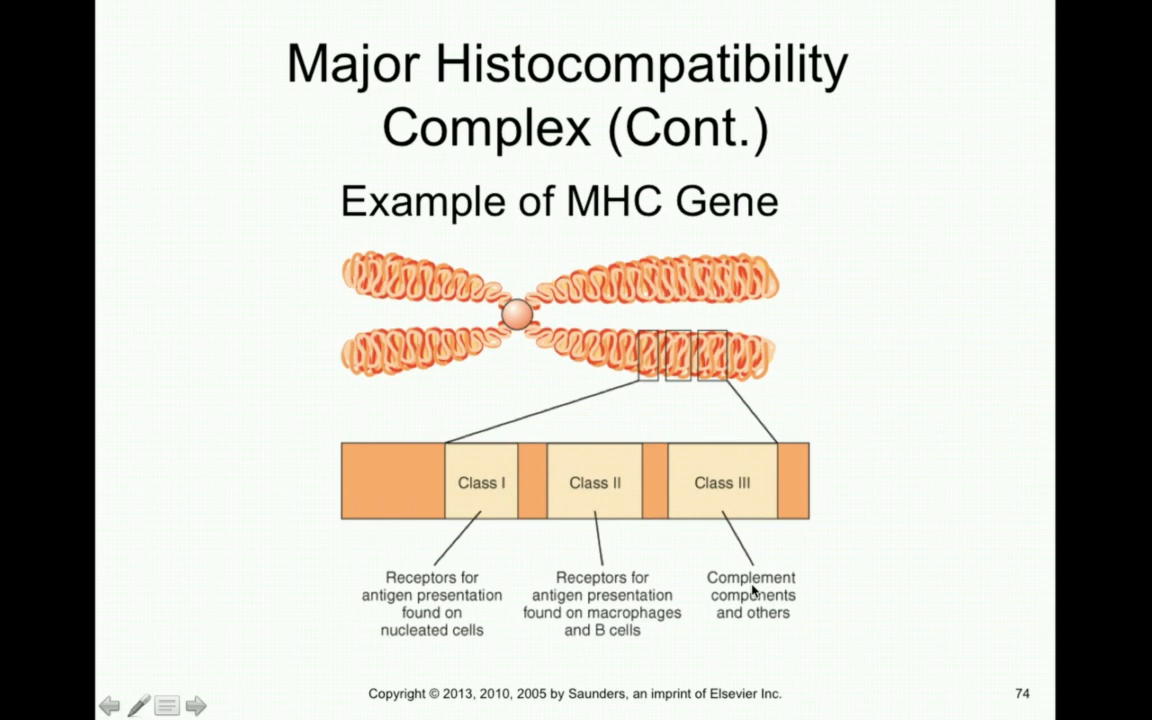 Major Histocompatibility
Complex (Cont.)
Example of MHC Gene
Class I
Class II
Class III
Receptors for
antigen presentation
found on
nucleated cells
Receptors for
antigen presentation
found on macrophages
and B cells
Complement
components
and others
Copyright © 2013, 2010, 2005 by Saunders, an imprint of Elsevier Inc.
74